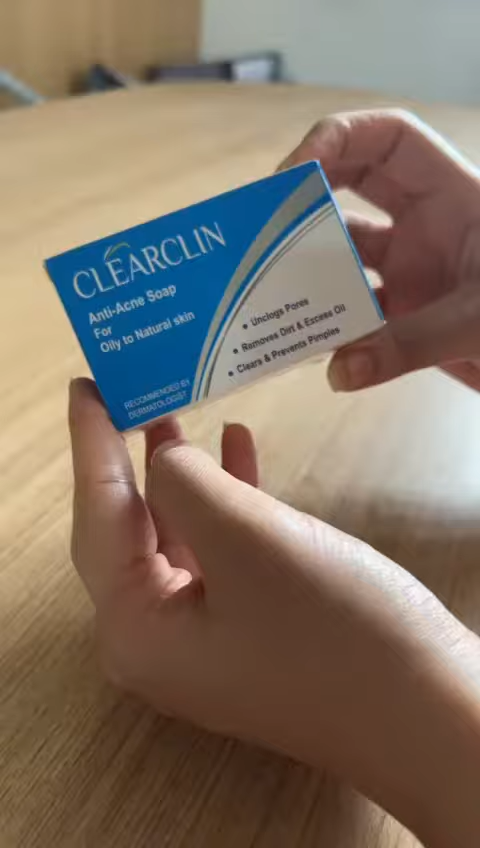 CLEARCLIN
Anti-Acne Soap
For
Oily to Natural skin
RECOMMENDED BY
DERMATOLOGIST
• Unclogs Pores
• Removes Dirt & Excess Oil
• Clears & Prevents Pimples